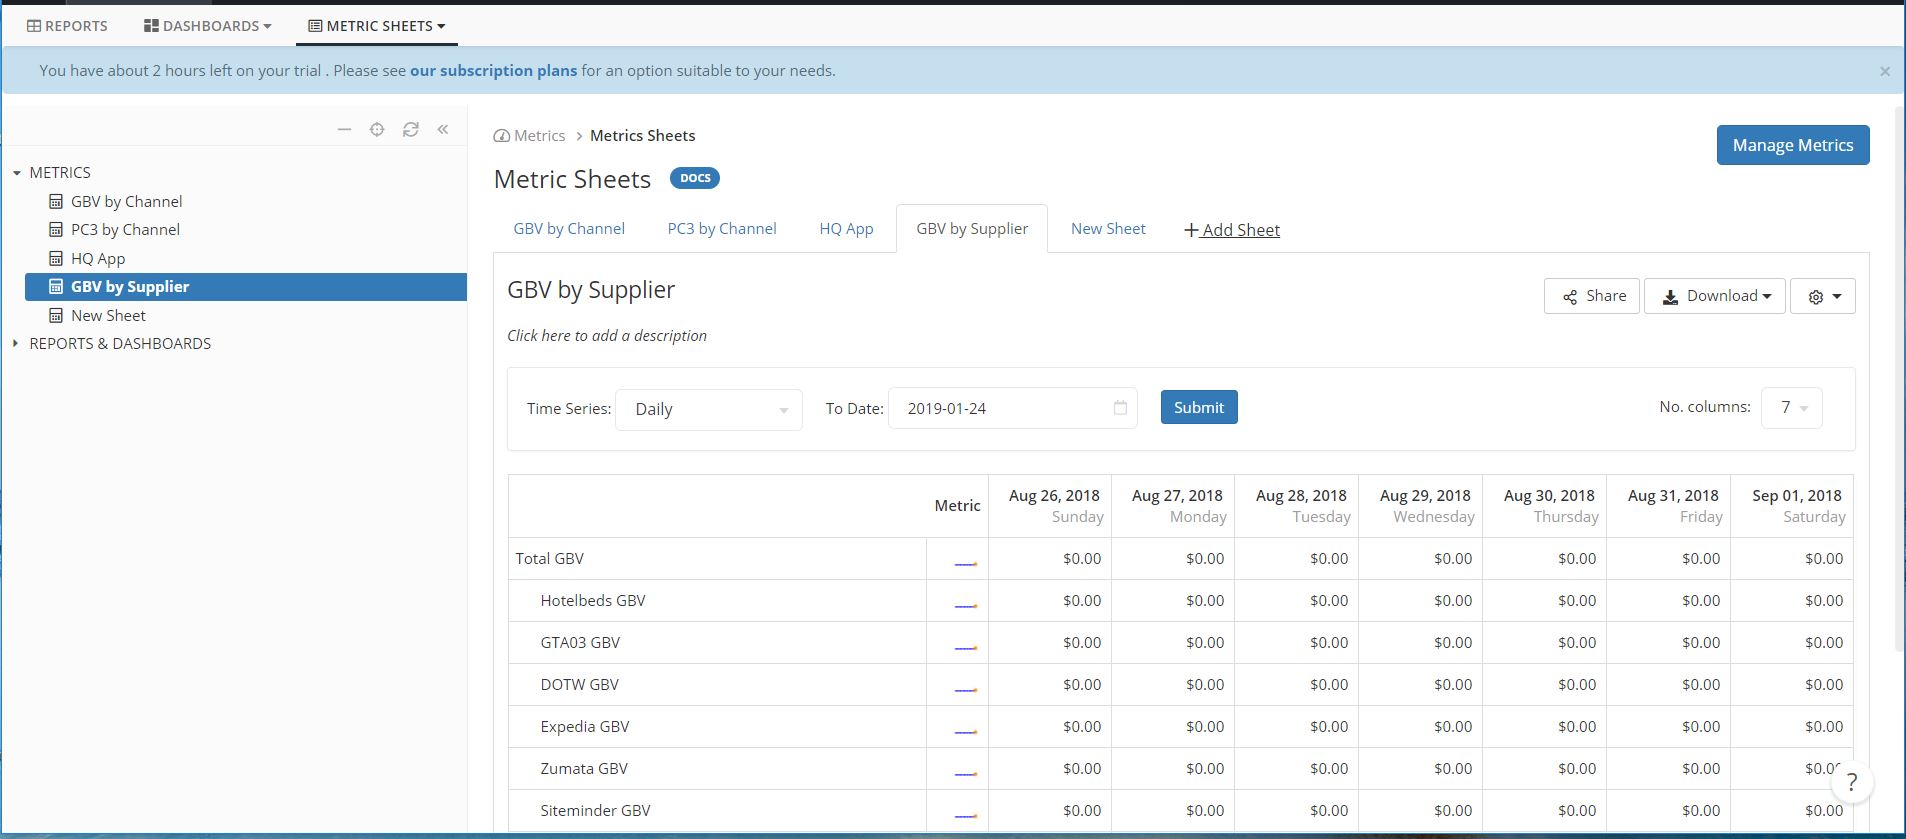 REPORTS DASHBOARDS METRIC SHEETS
You have about 2 hours left on your trial . Please see our subscription plans for an option suitable to your needs. ×
METRICS
GBV by Channel
PC3 by Channel
HQ App
GBV by Supplier
New Sheet
REPORTS & DASHBOARDS
Metrics > Metrics Sheets
Manage Metrics
Metric Sheets DOCS
GBV by Channel PC3 by Channel HQ App GBV by Supplier New Sheet + Add Sheet
GBV by Supplier
Share Download
Click here to add a description
Time Series: Daily To Date: 2019-01-24 Submit No. columns: 7
Metric Aug 26, 2018 Aug 27, 2018 Aug 28, 2018 Aug 29, 2018 Aug 30, 2018 Aug 31, 2018 Sep 01, 2018
Sunday Monday Tuesday Wednesday Thursday Friday Saturday
Total GBV $0.00 $0.00 $0.00 $0.00 $0.00 $0.00 $0.00
Hotelbeds GBV $0.00 $0.00 $0.00 $0.00 $0.00 $0.00 $0.00
GTA03 GBV $0.00 $0.00 $0.00 $0.00 $0.00 $0.00 $0.00
DOTW GBV $0.00 $0.00 $0.00 $0.00 $0.00 $0.00 $0.00
Expedia GBV $0.00 $0.00 $0.00 $0.00 $0.00 $0.00 $0.00
Zumata GBV $0.00 $0.00 $0.00 $0.00 $0.00 $0.00
?
Siteminder GBV $0.00 $0.00 $0.00 $0.00 $0.00 $0.00 $0.00